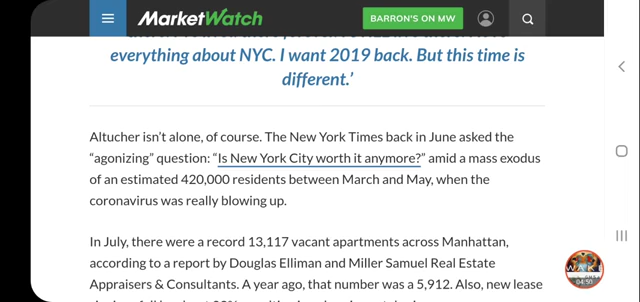 MarketWatch
BARRON'S ON MW
everything about NYC. I want 2019 back. But this time is
different.'
Altucher isn't alone, of course. The New York Times back in June asked the
"agonizing" question: "Is New York City worth it anymore?" amid a mass exodus
of an estimated 420,000 residents between March and May, when the
coronavirus was really blowing up.
In July, there were a record 13,117 vacant apartments across Manhattan,
according to a report by Douglas Elliman and Miller Samuel Real Estate
Appraisers & Consultants. A year ago, that number was a 5,912. Also, new lease
WAKE
04:50